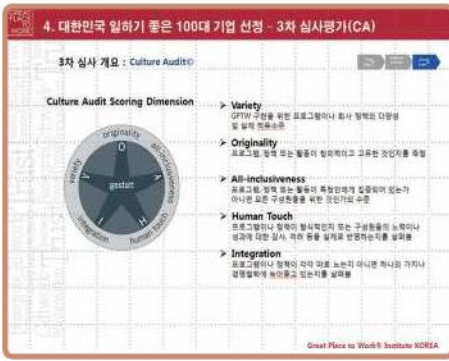 GREAT PLACE TO WORK
4. 대한민국 일하기 좋은 100대 기업 선정 - 3차 심사평가(CA)
3차 심사 개요 : Culture Audit©
Culture Audit Scoring Dimension
originality
all-inclusiveness
human touch
integration
variety
O
A
H
I
V
gestalt
➢ Variety
GPTW 구현을 위한 프로그램이나 회사 정책의 다양성
및 실제 적용수준
➢ Originality
프로그램, 정책 또는 활동이 창의적이고 고유한 것인지를 측정
➢ All-inclusiveness
프로그램, 정책 또는 활동이 특정인에게 집중되어 있는가
아니면 모든 구성원들을 위한 것인가의 수준
➢ Human Touch
프로그램이나 정책이 형식적인지 또는 구성원들의 노력이나
성과에 대한 감사, 격려 등을 실제로 반영하는지를 살펴봄
➢ Integration
프로그램이나 정책이 각각 따로 노는지 아니면 하나의 가치나
경영철학에 녹아들고 있는지를 살펴봄
Great Place to Work® Institute KOREA